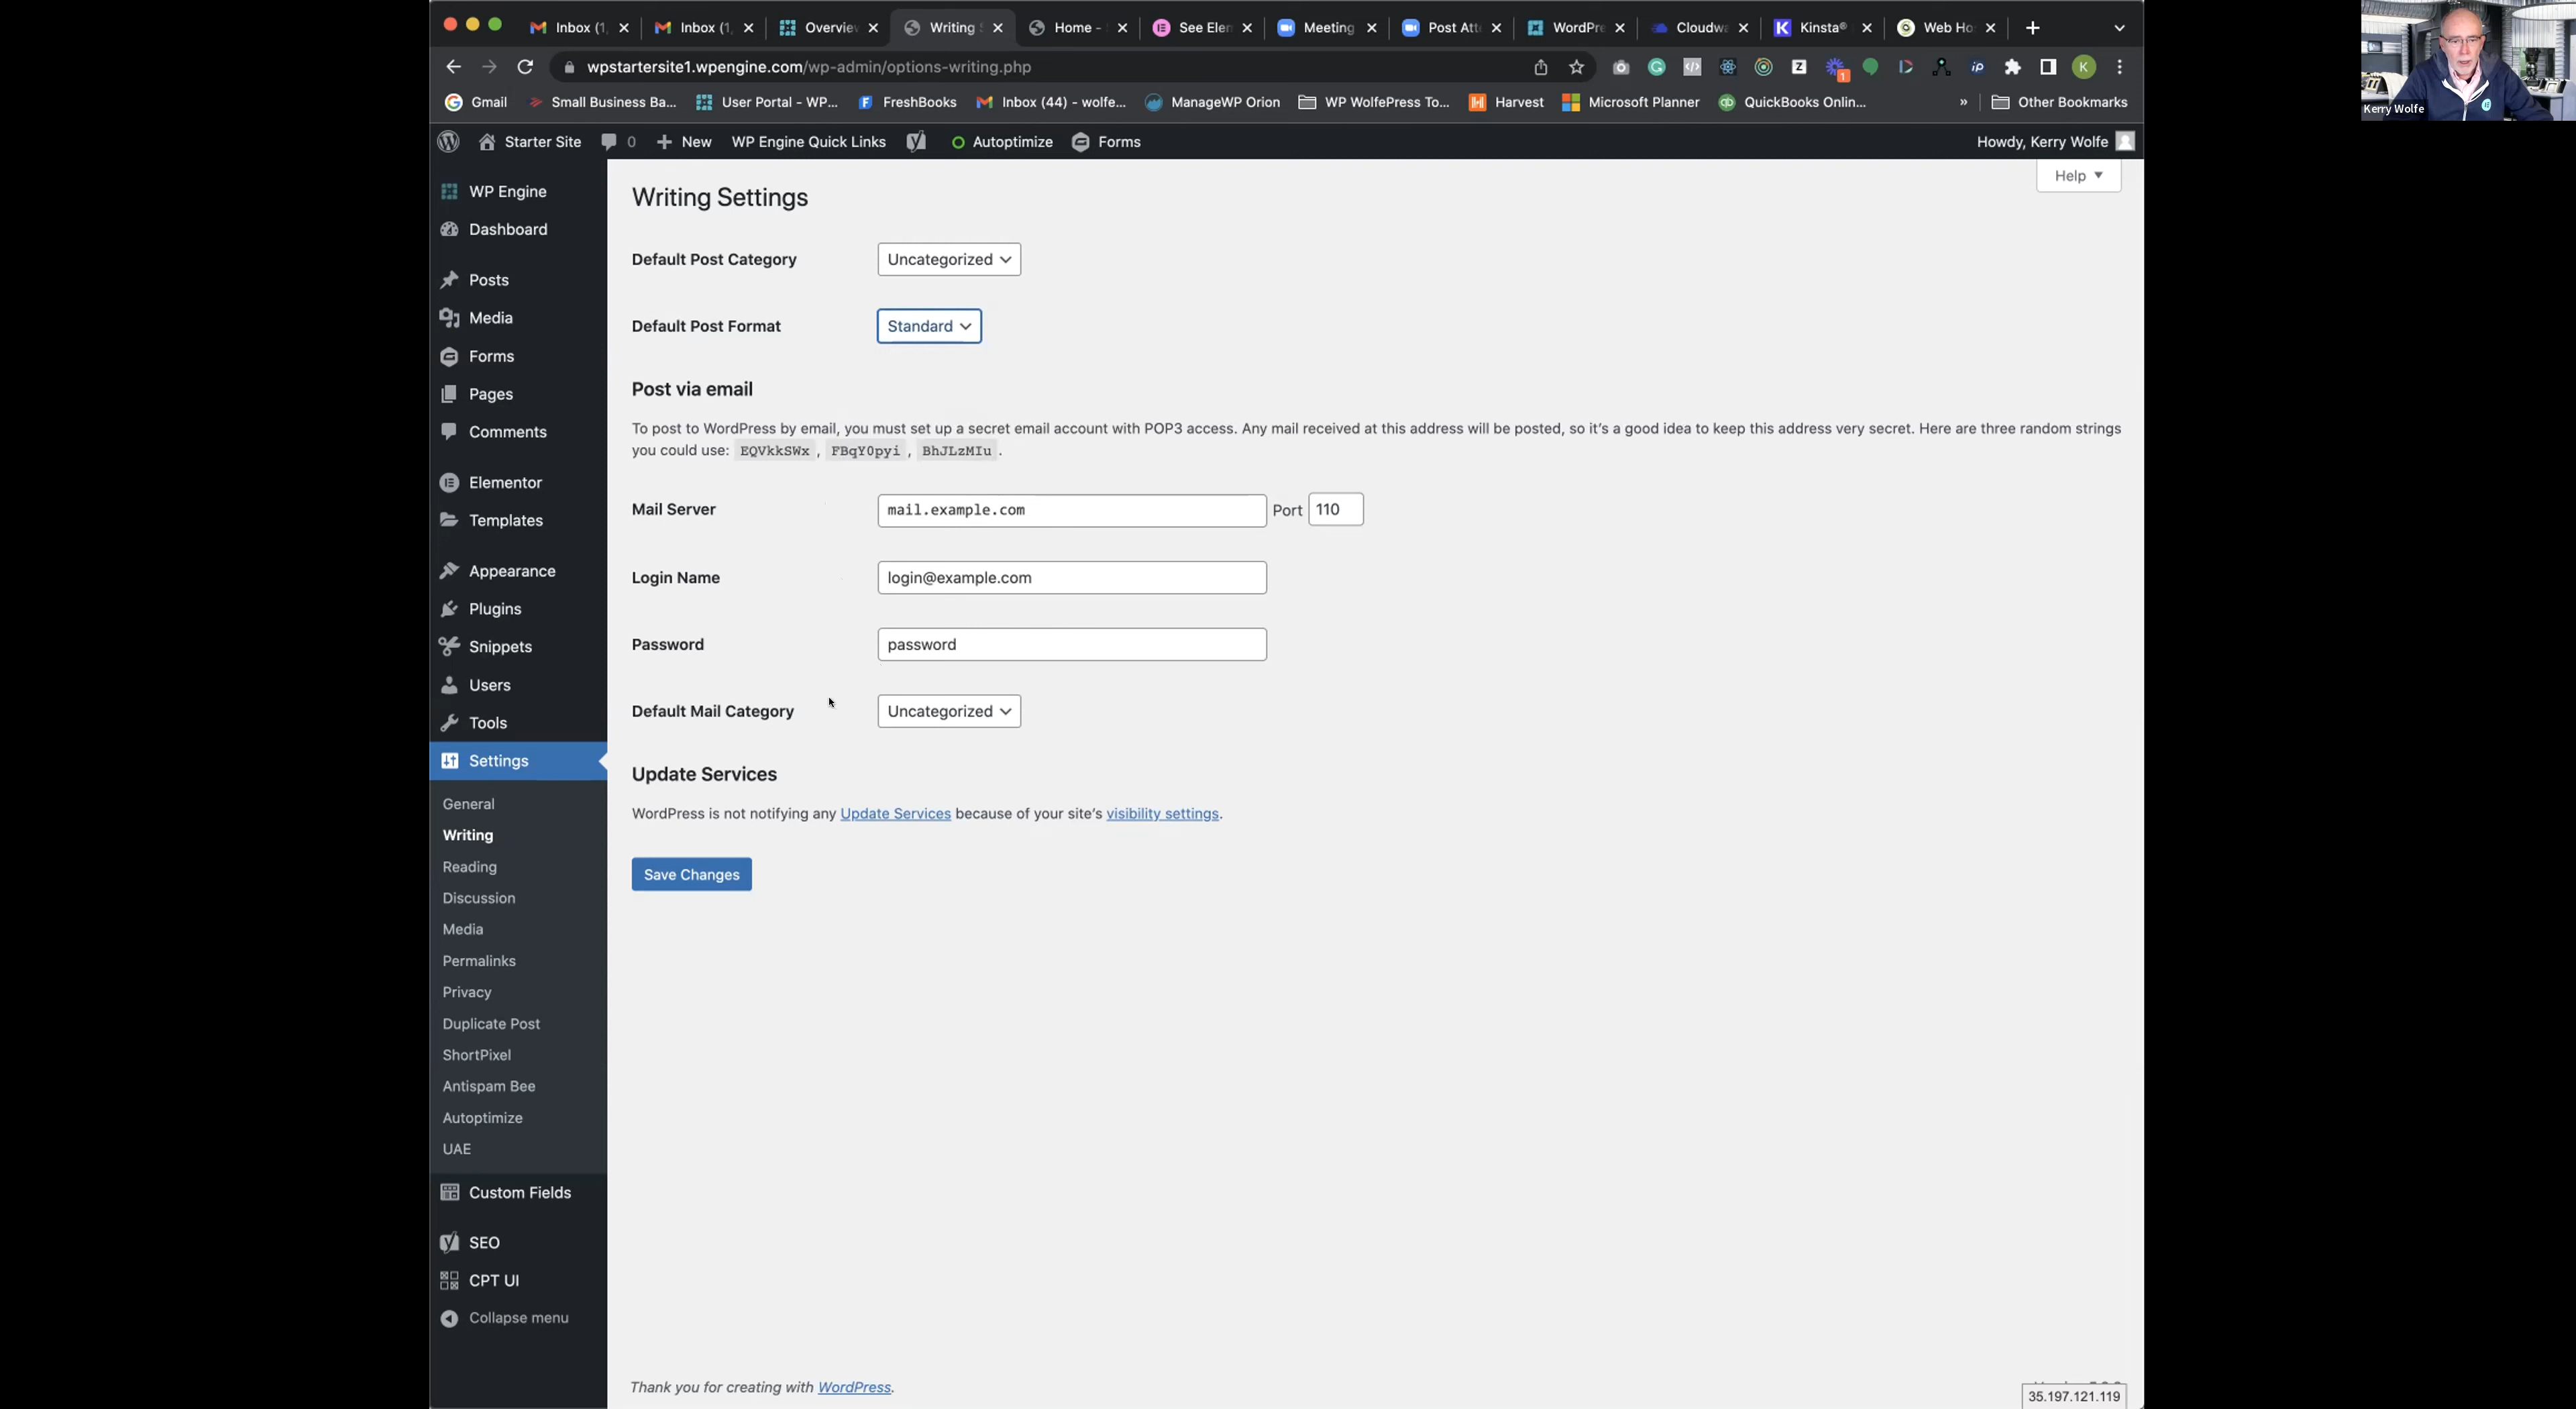 Inbox (1,
Inbox (1,
Overview
Writing
Home -
See Elen
Meeting
Post Att
WordPre
Cloudwa
Kinsta®
Web Ho
wpstartersite1.wpengine.com/wp-admin/options-writing.php
Gmail
Small Business Ba...
User Portal - WP...
FreshBooks
Inbox (44) - wolfe...
ManageWP Orion
WP WolfePress To...
Harvest
Microsoft Planner
QuickBooks Onlin...
»
Other Bookmarks
Kerry Wolfe
Starter Site
0
New
WP Engine Quick Links
Autoptimize
Forms
Howdy, Kerry Wolfe
WP Engine
Dashboard
Posts
Media
Forms
Pages
Comments
Elementor
Templates
Appearance
Plugins
Snippets
Users
Tools
Settings
General
Writing
Reading
Discussion
Media
Permalinks
Privacy
Duplicate Post
ShortPixel
Antispam Bee
Autoptimize
UAE
Custom Fields
SEO
CPT UI
Collapse menu
Help
Writing Settings
Default Post Category Uncategorized
Default Post Format Standard
Post via email
To post to WordPress by email, you must set up a secret email account with POP3 access. Any mail received at this address will be posted, so it's a good idea to keep this address very secret. Here are three random strings
you could use: EQVkkSWx , FBqY0pyi , BhJLzMIu .
Mail Server mail.example.com Port 110
Login Name login@example.com
Password password
Default Mail Category Uncategorized
Update Services
WordPress is not notifying any Update Services because of your site's visibility settings.
Save Changes
Thank you for creating with WordPress.
35.197.121.119